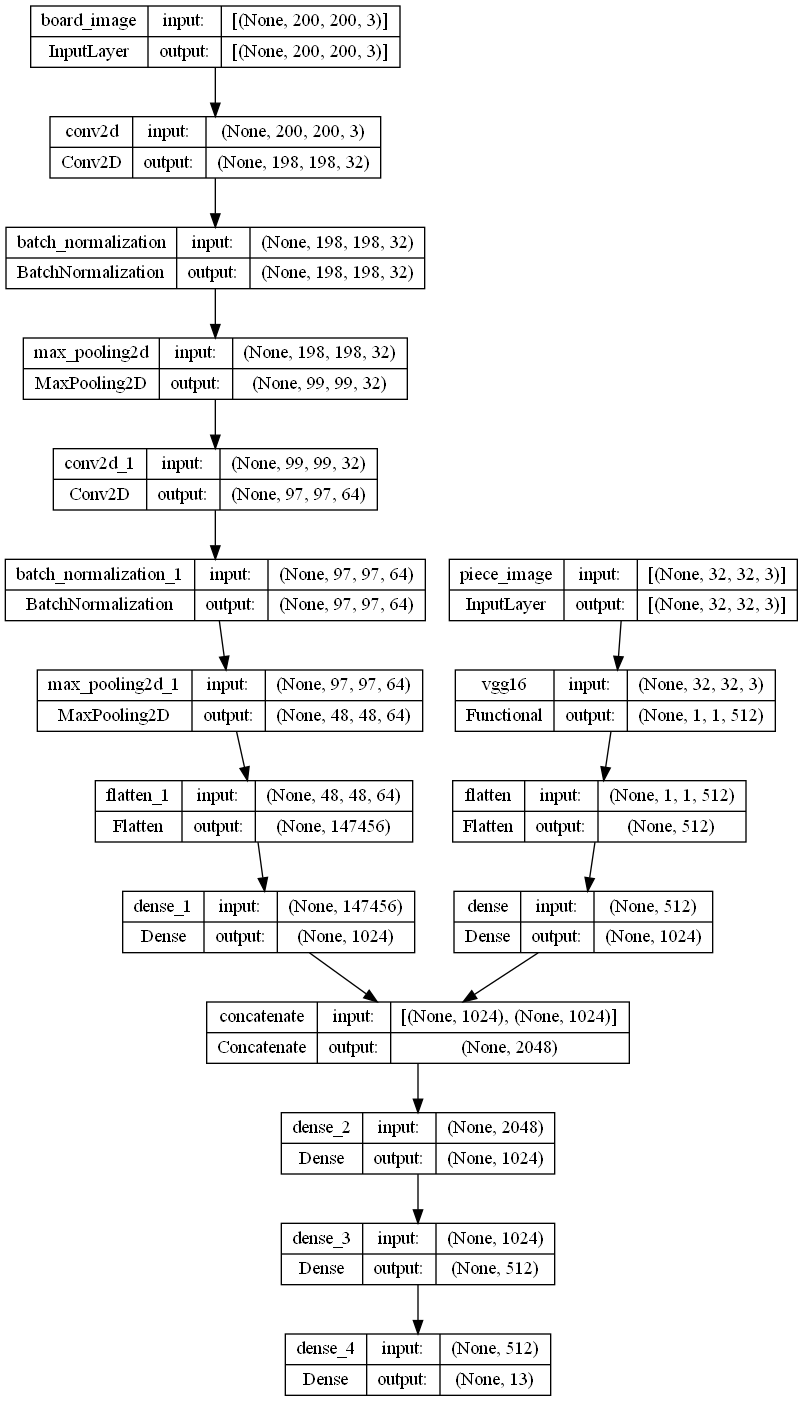 board_image input: [(None, 200, 200, 3)]
InputLayer output: [(None, 200, 200, 3)]
conv2d input: (None, 200, 200, 3)
Conv2D output: (None, 198, 198, 32)
batch_normalization input: (None, 198, 198, 32)
BatchNormalization output: (None, 198, 198, 32)
max_pooling2d input: (None, 198, 198, 32)
MaxPooling2D output: (None, 99, 99, 32)
conv2d_1 input: (None, 99, 99, 32)
Conv2D output: (None, 97, 97, 64)
batch_normalization_1 input: (None, 97, 97, 64)
BatchNormalization output: (None, 97, 97, 64)
piece_image input: [(None, 32, 32, 3)]
InputLayer output: [(None, 32, 32, 3)]
max_pooling2d_1 input: (None, 97, 97, 64)
MaxPooling2D output: (None, 48, 48, 64)
vgg16 input: (None, 32, 32, 3)
Functional output: (None, 1, 1, 512)
flatten_1 input: (None, 48, 48, 64)
Flatten output: (None, 147456)
flatten input: (None, 1, 1, 512)
Flatten output: (None, 512)
dense_1 input: (None, 147456)
Dense output: (None, 1024)
dense input: (None, 512)
Dense output: (None, 1024)
concatenate input: [(None, 1024), (None, 1024)]
Concatenate output: (None, 2048)
dense_2 input: (None, 2048)
Dense output: (None, 1024)
dense_3 input: (None, 1024)
Dense output: (None, 512)
dense_4 input: (None, 512)
Dense output: (None, 13)